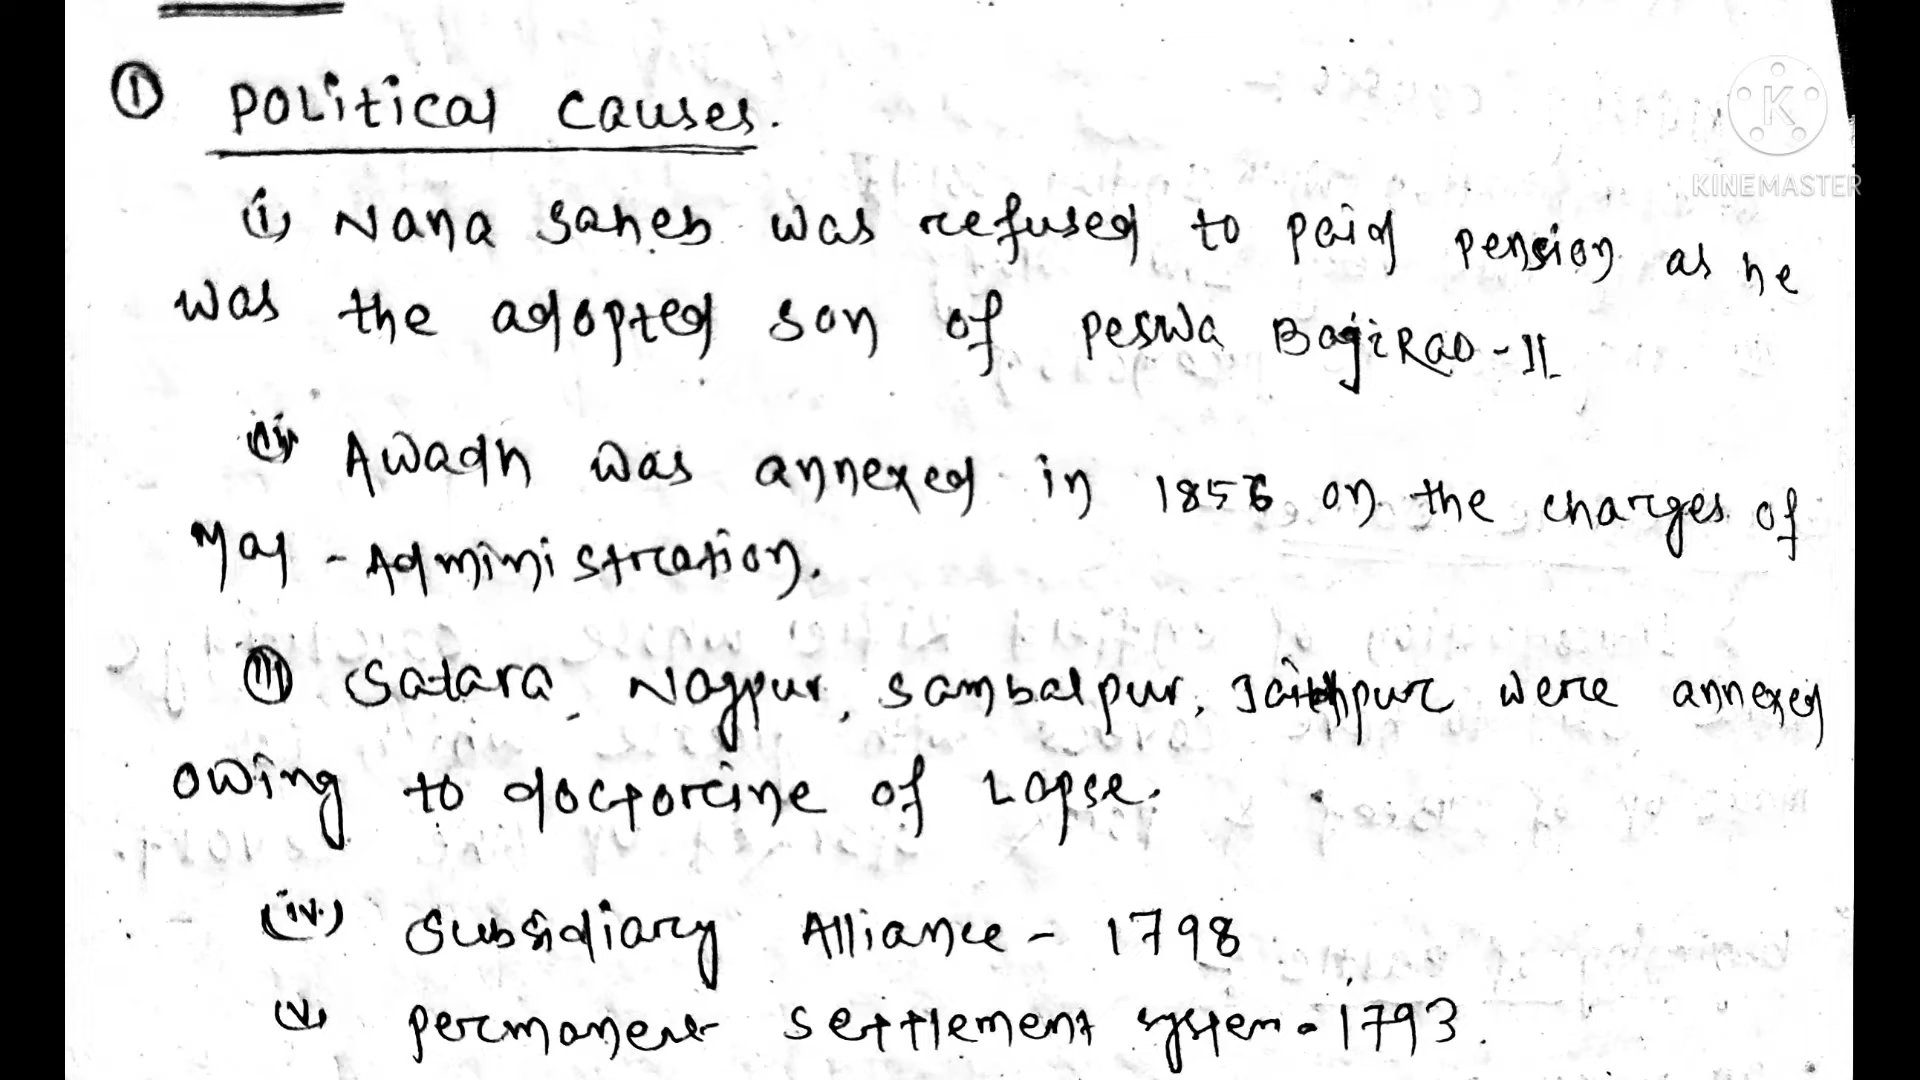 ① Political causes.
KINEMASTER
(i) Nana Saheb was refused to paid pension as he
was the adopted son of Peswa BajiRao-II
(ii) Awadh was annexed in 1856 on the charges of
Mal-Administration.
(iii) Satara, Nagpur, Sambalpur, were annexed
owing to doctorine of Lapse.
(iv.) Subsidiary Alliance - 1798
(v) Permanent settlement system - 1793.